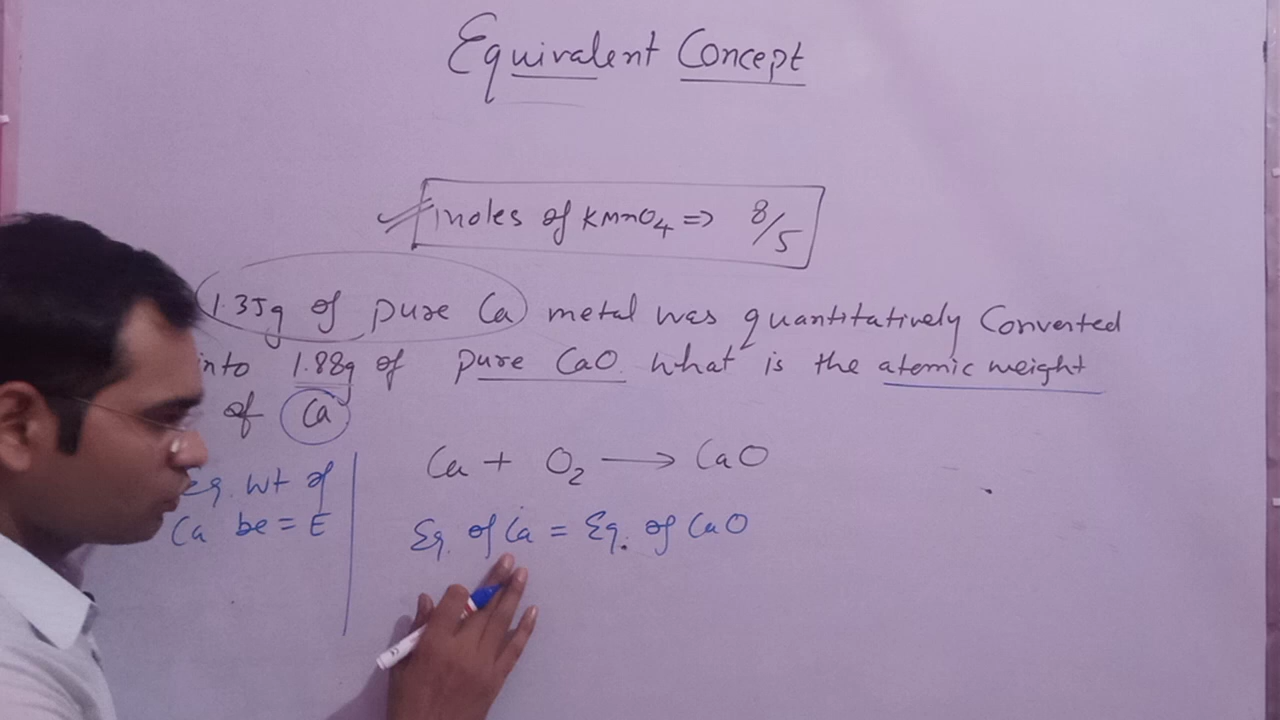 Equivalent Concept
moles of KMnO4 => 8/5
1.35g of pure Ca metal was quantitatively Converted
into 1.88g of pure CaO. What is the atomic weight
of Ca
Ca + O2 → CaO
eq. wt of
Ca be = E
Eq. of Ca = Eq. of CaO